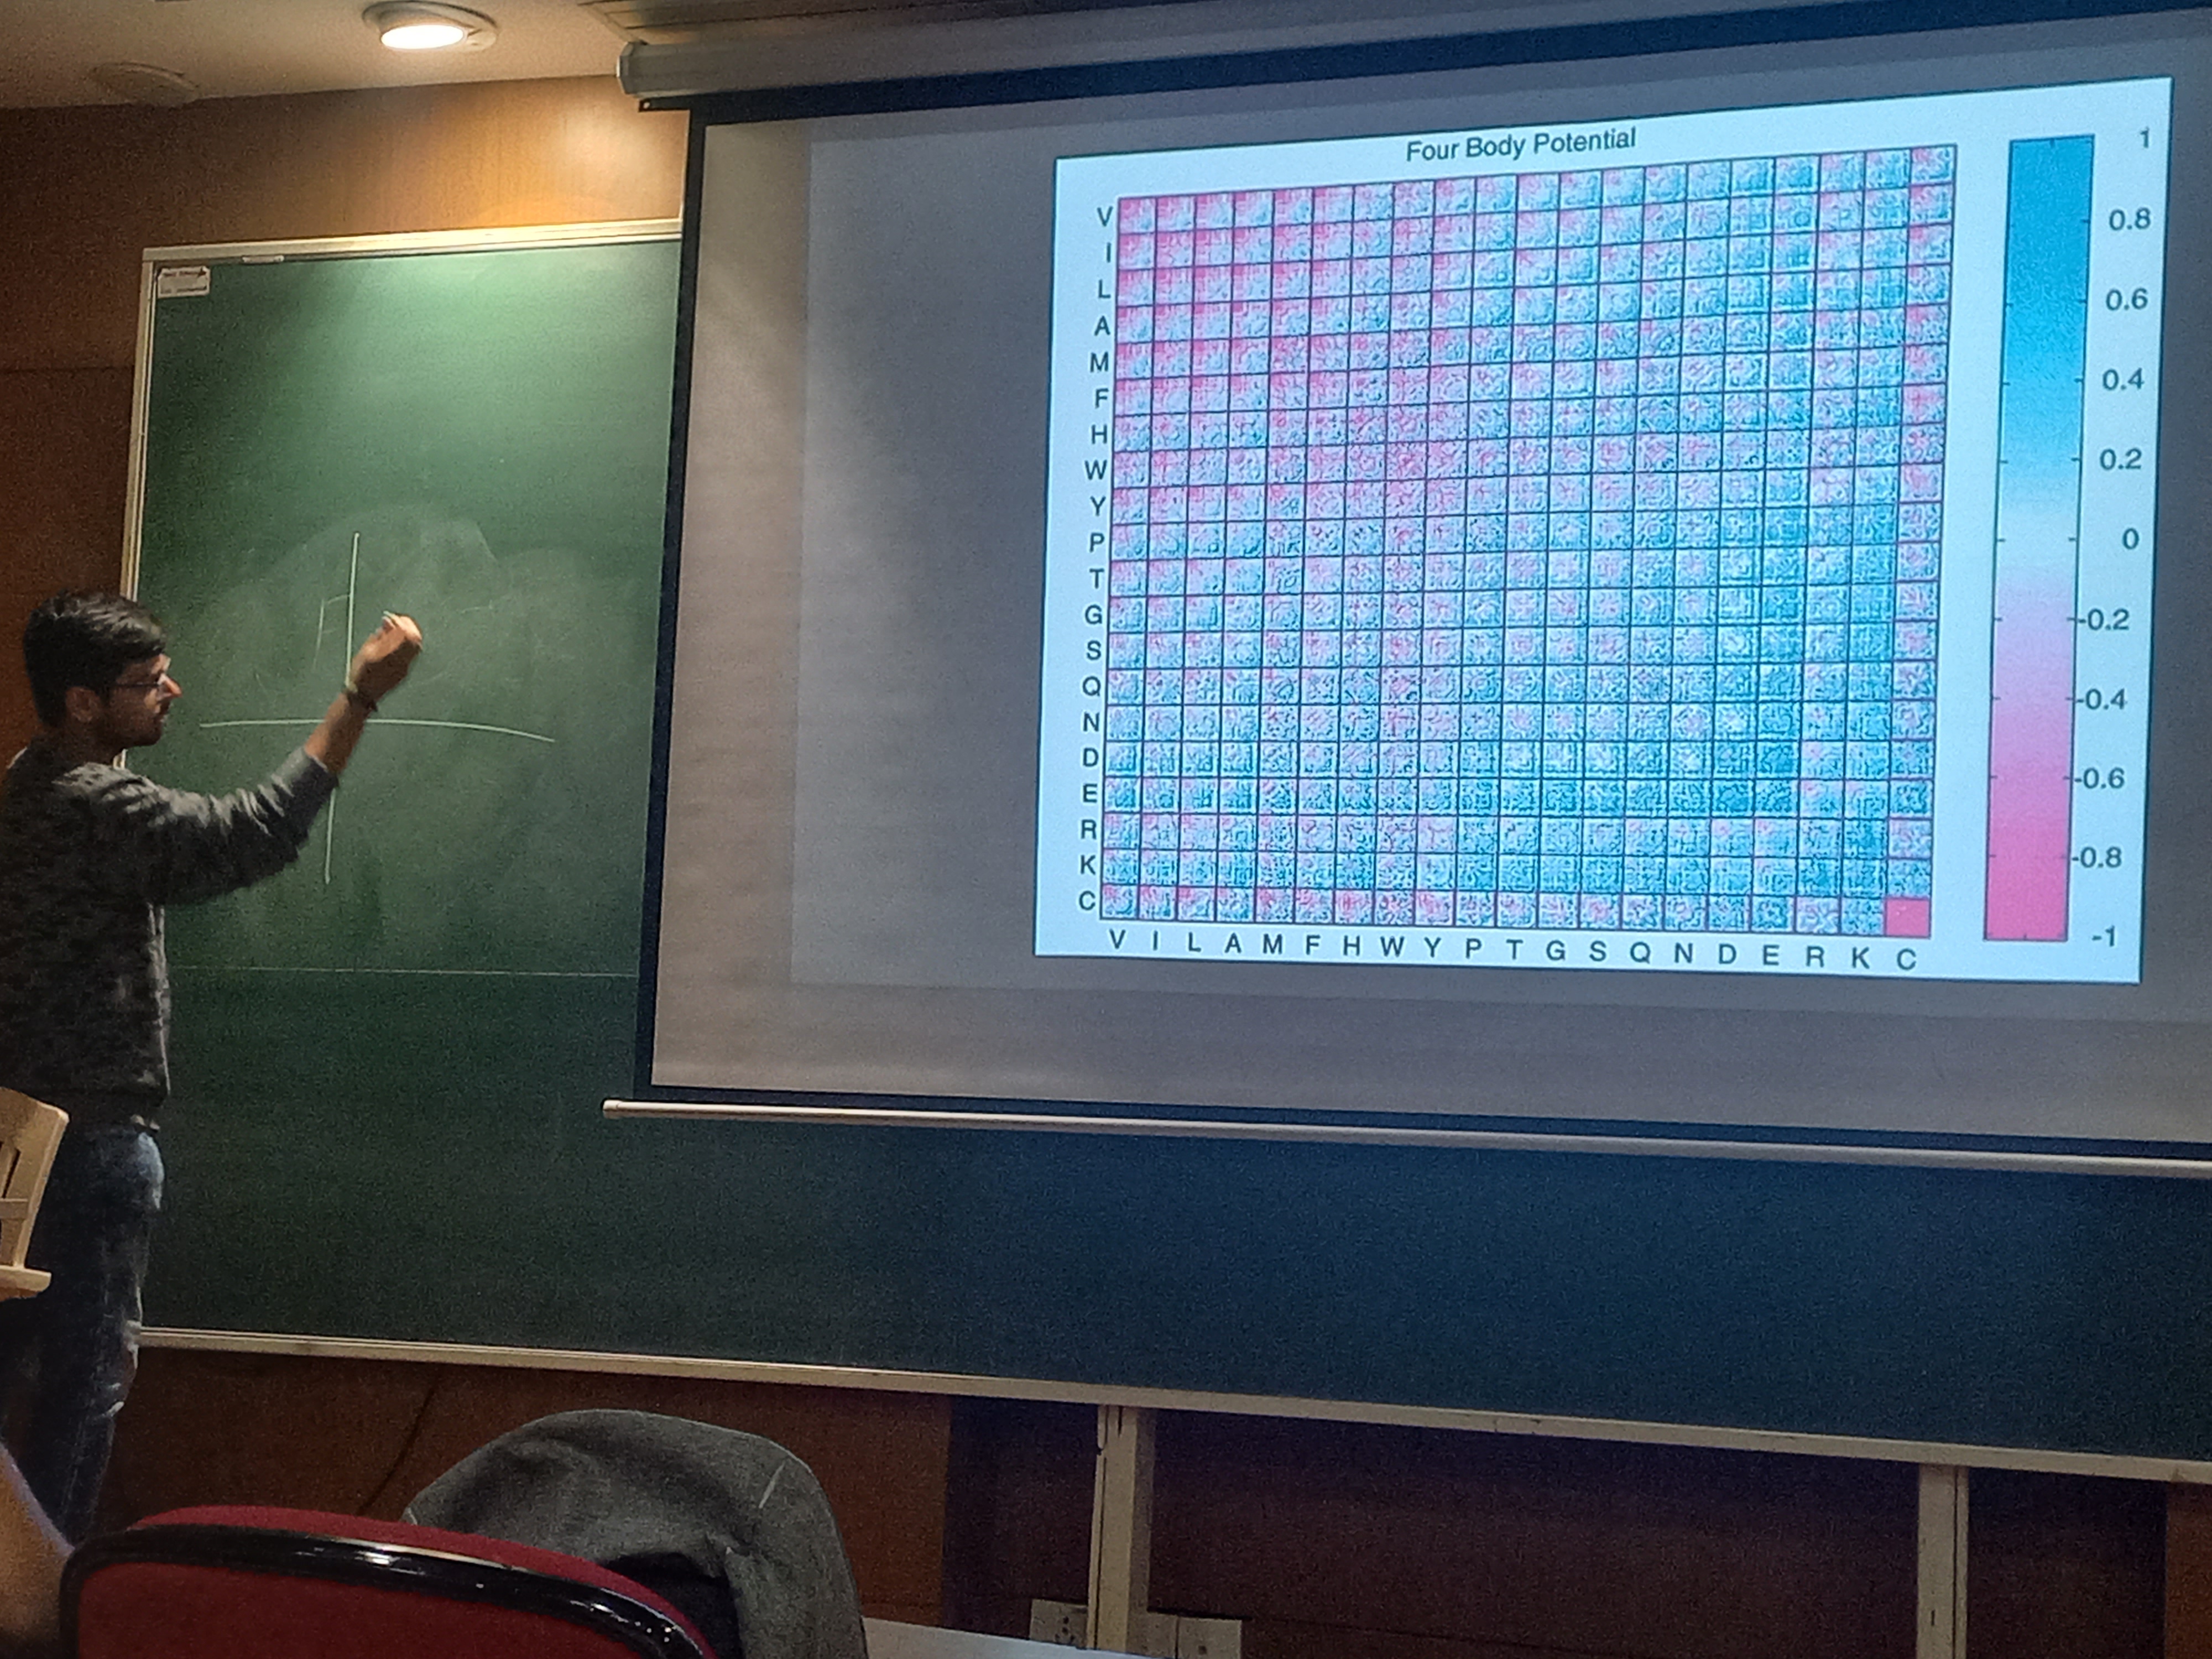 Four Body Potential
V
I
L
A
M
F
H
W
Y
P
T
G
S
Q
N
D
E
R
K
C
V I L A M F H W Y P T G S Q N D E R K C
1
0.8
0.6
0.4
0.2
0
-0.2
-0.4
-0.6
-0.8
-1